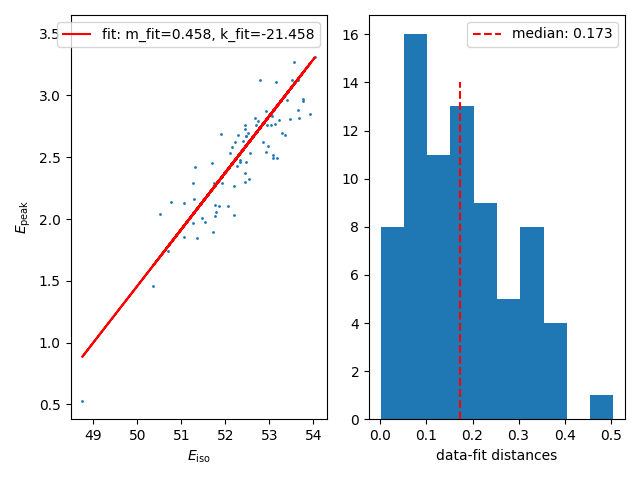 fit: m_fit=0.458, k_fit=-21.458
3.5
3.0
2.5
2.0
1.5
1.0
0.5
E_peak
49 50 51 52 53 54
E_iso
median: 0.173
16
14
12
10
8
6
4
2
0
0.0 0.1 0.2 0.3 0.4 0.5
data-fit distances